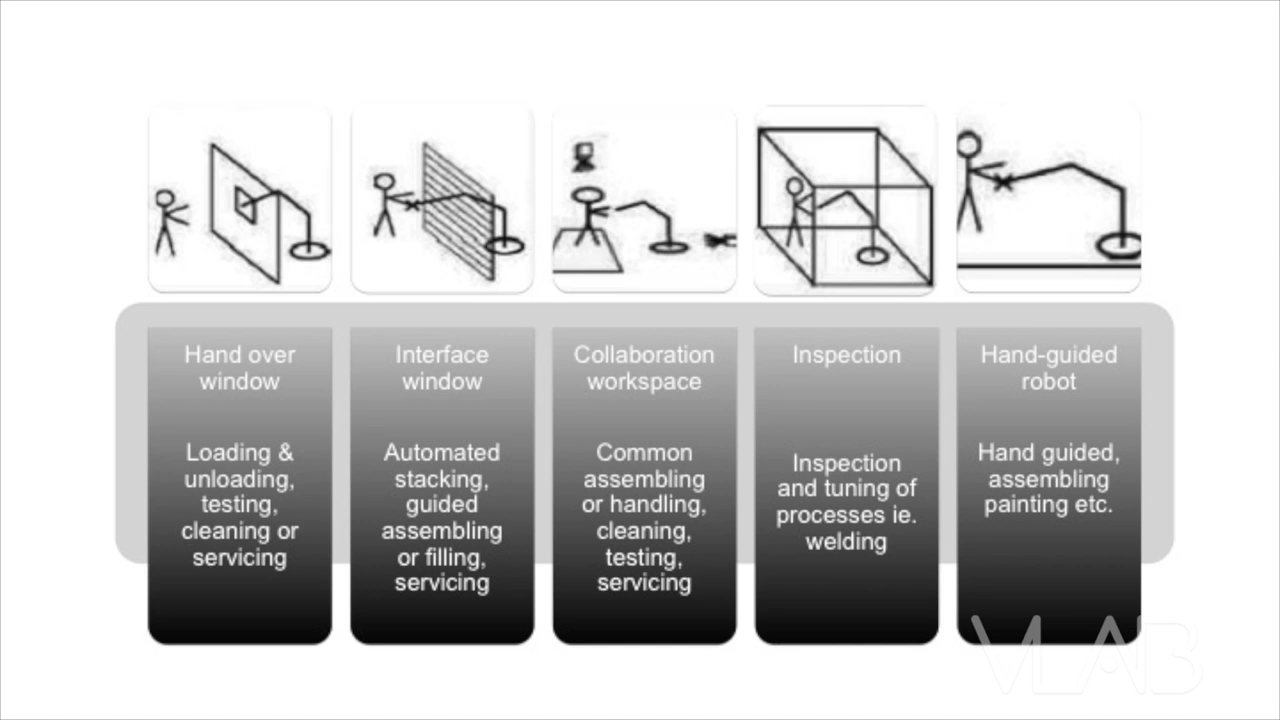 Hand over
window
Loading &
unloading,
testing,
cleaning or
servicing
Interface
window
Automated
stacking,
guided
assembling
or filling,
servicing
Collaboration
workspace
Common
assembling
or handling,
cleaning,
testing,
servicing
Inspection
Inspection
and tuning of
processes ie.
welding
Hand-guided
robot
Hand guided,
assembling
painting etc.
VLAB